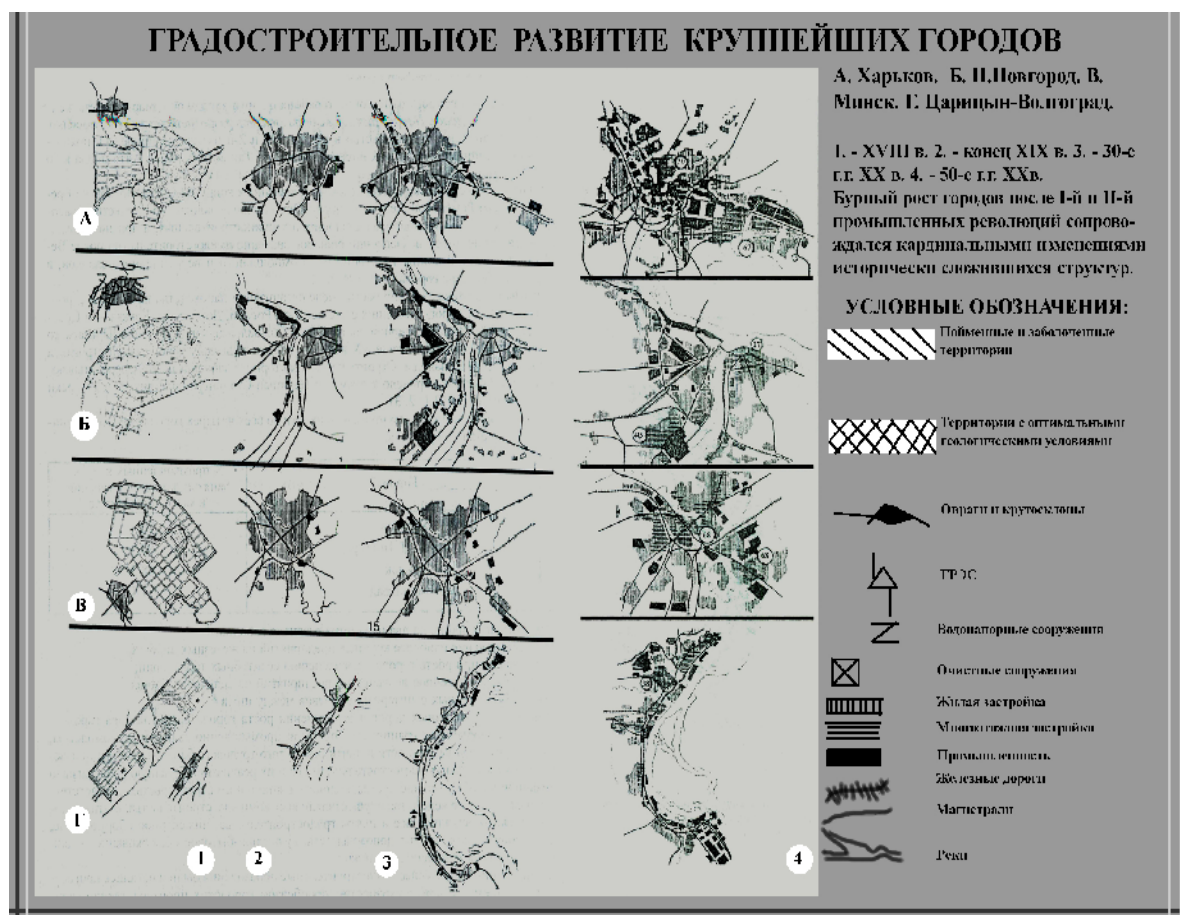 ГРАДОСТРОИТЕЛЬНОЕ РАЗВИТИЕ КРУПНЕЙШИХ ГОРОДОВ
А. Харьков. Б. Н.Новгород. В.
Минск. Г. Царицын-Волгоград.
1. - XVIII в. 2. - конец XIX в. 3. - 30-е
г.г. XX в. 4. - 50-е г.г. XXв.
Бурный рост городов после I-й и II-й
промышленных революций сопрово-
ждался кардинальными изменениями
исторически сложившихся структур.
УСЛОВНЫЕ ОБОЗНАЧЕНИЯ:
Пойменные и заболоченные
территории
Территории с оптимальными
геологическими условиями
Овраги и крутосклоны
ГРЭС
Водонапорные сооружения
Очистные сооружения
Жилая застройка
Многоэтажная застройка
Промышленность
Железные дороги
Магистрали
Реки
А
Б
В
15
Г
1
2
3
4